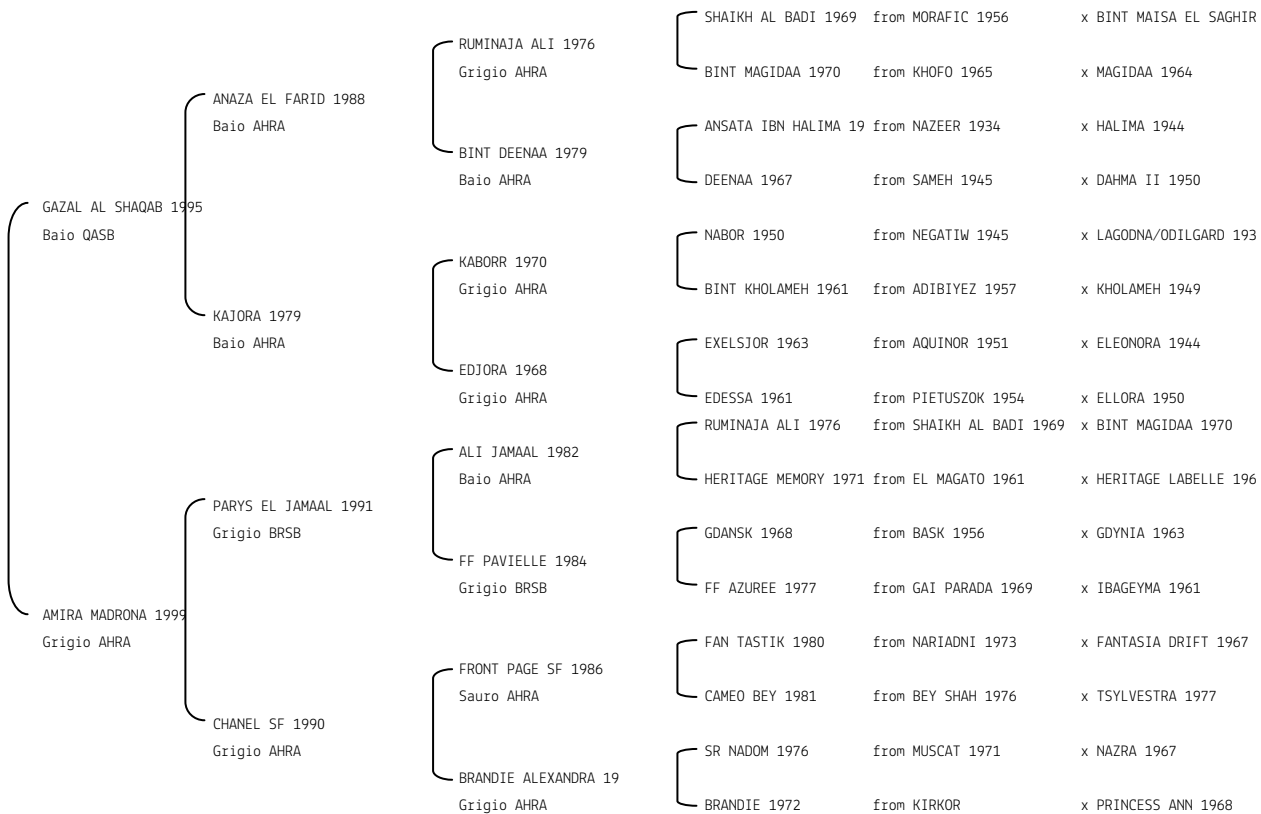 SHAIKH AL BADI 1969 from MORAFIC 1956 x BINT MAISA EL SAGHIR
RUMINAJA ALI 1976
Grigio AHRA
BINT MAGIDAA 1970 from KHOFO 1965 x MAGIDAA 1964
ANAZA EL FARID 1988
Baio AHRA
ANSATA IBN HALIMA 19 from NAZEER 1934 x HALIMA 1944
BINT DEENAA 1979
Baio AHRA
DEENAA 1967 from SAMEH 1945 x DAHMA II 1950
GAZAL AL SHAQAB 1995
Baio QASB
NABOR 1950 from NEGATIW 1945 x LAGODNA/ODILGARD 193
KABORR 1970
Grigio AHRA
BINT KHOLAMEH 1961 from ADIBIYEZ 1957 x KHOLAMEH 1949
KAJORA 1979
Baio AHRA
EXELSJOR 1963 from AQUINOR 1951 x ELEONORA 1944
EDJORA 1968
Grigio AHRA
EDESSA 1961 from PIETUSZOK 1954 x ELLORA 1950
RUMINAJA ALI 1976 from SHAIKH AL BADI 1969 x BINT MAGIDAA 1970
ALI JAMAAL 1982
Baio AHRA
HERITAGE MEMORY 1971 from EL MAGATO 1961 x HERITAGE LABELLE 196
PARYS EL JAMAAL 1991
Grigio BRSB
GDANSK 1968 from BASK 1956 x GDYNIA 1963
FF PAVIELLE 1984
Grigio BRSB
FF AZUREE 1977 from GAI PARADA 1969 x IBAGEYMA 1961
AMIRA MADRONA 1999
Grigio AHRA
FAN TASTIK 1980 from NARIADNI 1973 x FANTASIA DRIFT 1967
FRONT PAGE SF 1986
Sauro AHRA
CAMEO BEY 1981 from BEY SHAH 1976 x TSYLVESTRA 1977
CHANEL SF 1990
Grigio AHRA
SR NADOM 1976 from MUSCAT 1971 x NAZRA 1967
BRANDIE ALEXANDRA 19
Grigio AHRA
BRANDIE 1972 from KIRKOR x PRINCESS ANN 1968